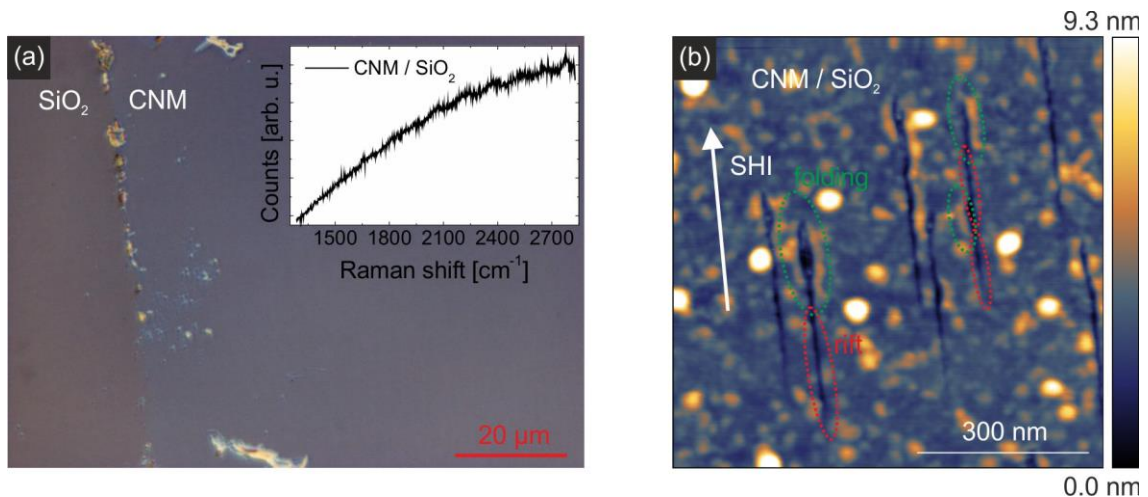 (a)
SiO₂ CNM
CNM / SiO₂
Counts [arb. u.]
1500 1800 2100 2400 2700
Raman shift [cm⁻¹]
20 µm
(b)
CNM / SiO₂
SHI
folding
rift
300 nm
9.3 nm
0.0 nm